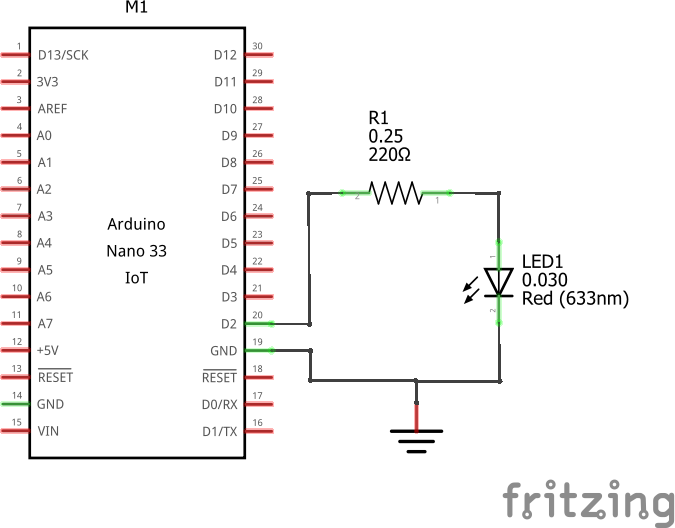 M1
1 D13/SCK D12 30
2 3V3 D11 29
3 AREF D10 28
4 A0 D9 27
5 A1 D8 26
6 A2 D7 25
7 A3 D6 24
8 A4 D5 23
9 A5 D4 22
10 A6 D3 21
11 A7 D2 20
12 +5V GND 19
13 RESET RESET 18
14 GND D0/RX 17
15 VIN D1/TX 16
Arduino
Nano 33
IoT
R1
0.25
220Ω
2 1
1
LED1
0.030
Red (633nm)
2
fritzing